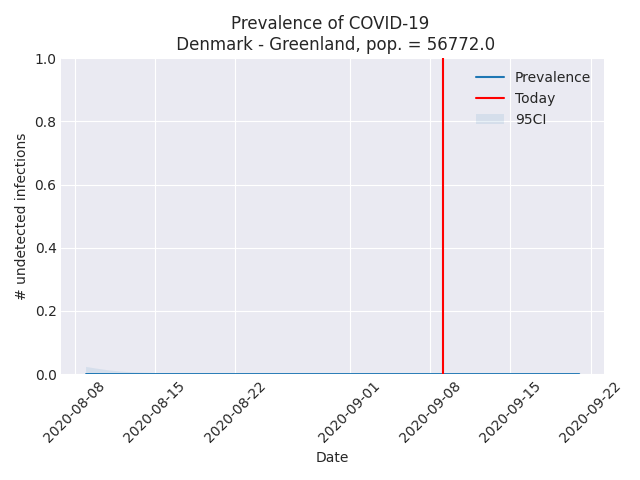 Prevalence of COVID-19
Denmark - Greenland, pop. = 56772.0
Prevalence
Today
95CI
1.0
0.8
0.6
0.4
0.2
0.0
# undetected infections
2020-08-08
2020-08-15
2020-08-22
2020-09-01
2020-09-08
2020-09-15
2020-09-22
Date